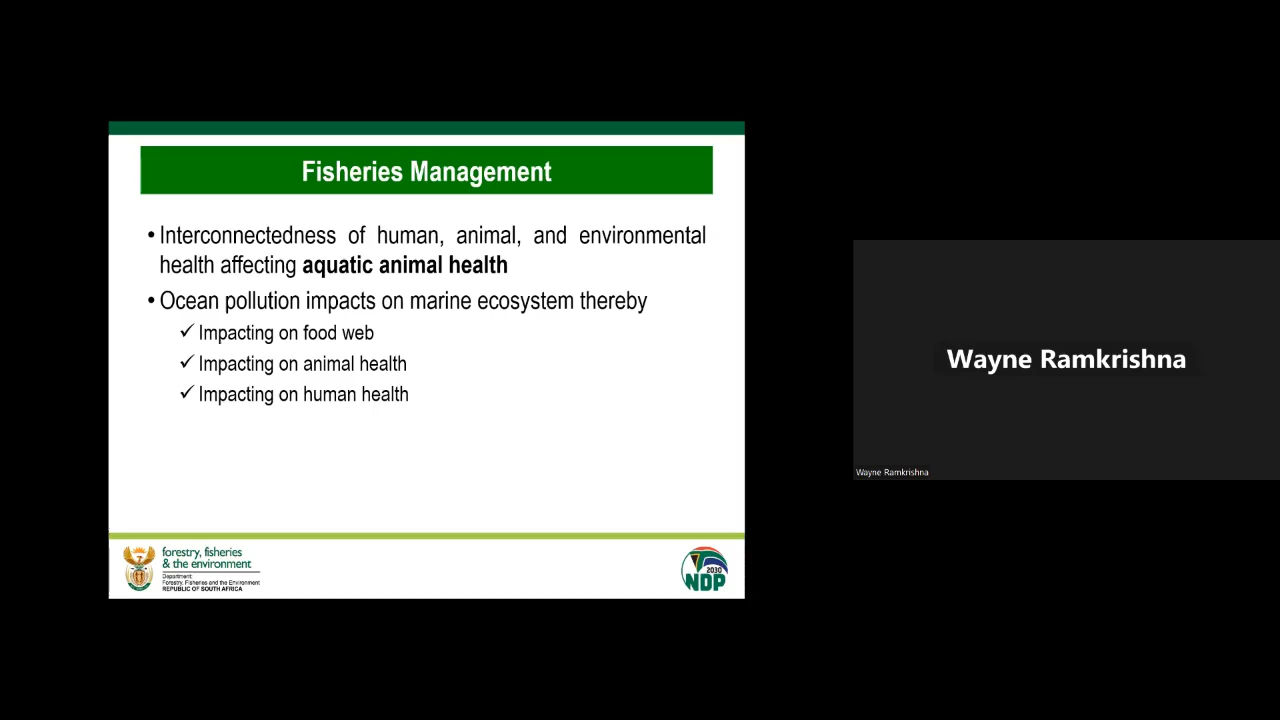 Fisheries Management
• Interconnectedness of human, animal, and environmental
health affecting aquatic animal health
• Ocean pollution impacts on marine ecosystem thereby
✓ Impacting on food web
✓ Impacting on animal health
✓ Impacting on human health
forestry, fisheries
& the environment
Department:
Forestry, Fisheries and the Environment
REPUBLIC OF SOUTH AFRICA
2030
NDP
Wayne Ramkrishna
Wayne Ramkrishna